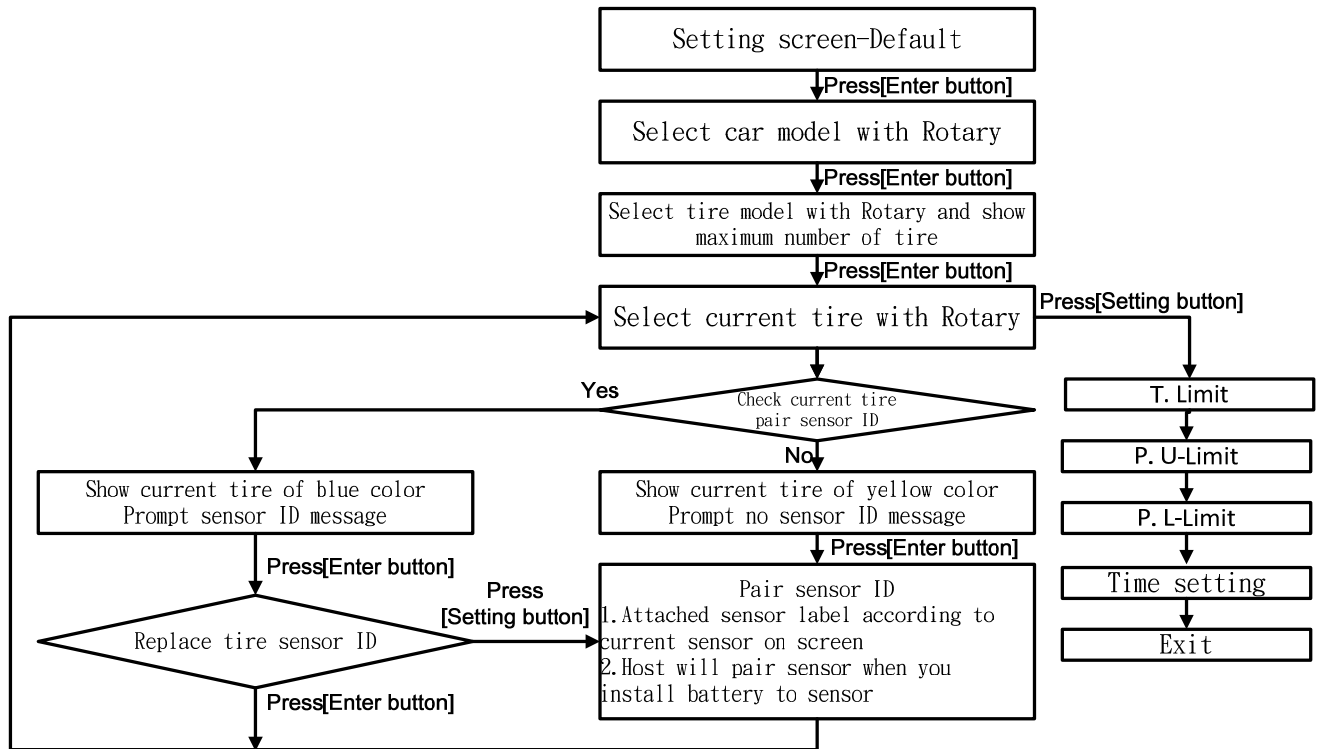 Setting screen-Default
Press[Enter button]
Select car model with Rotary
Press[Enter button]
Select tire model with Rotary and show
maximum number of tire
Press[Enter button]
Select current tire with Rotary
Press[Setting button]
Yes
Check current tire
pair sensor ID
No
T. Limit
P. U-Limit
P. L-Limit
Time setting
Exit
Show current tire of blue color
Prompt sensor ID message
Show current tire of yellow color
Prompt no sensor ID message
Press[Enter button]
Press[Enter button]
Replace tire sensor ID
Press
[Setting button]
Pair sensor ID
1.Attached sensor label according to
current sensor on screen
2.Host will pair sensor when you
install battery to sensor
Press[Enter button]